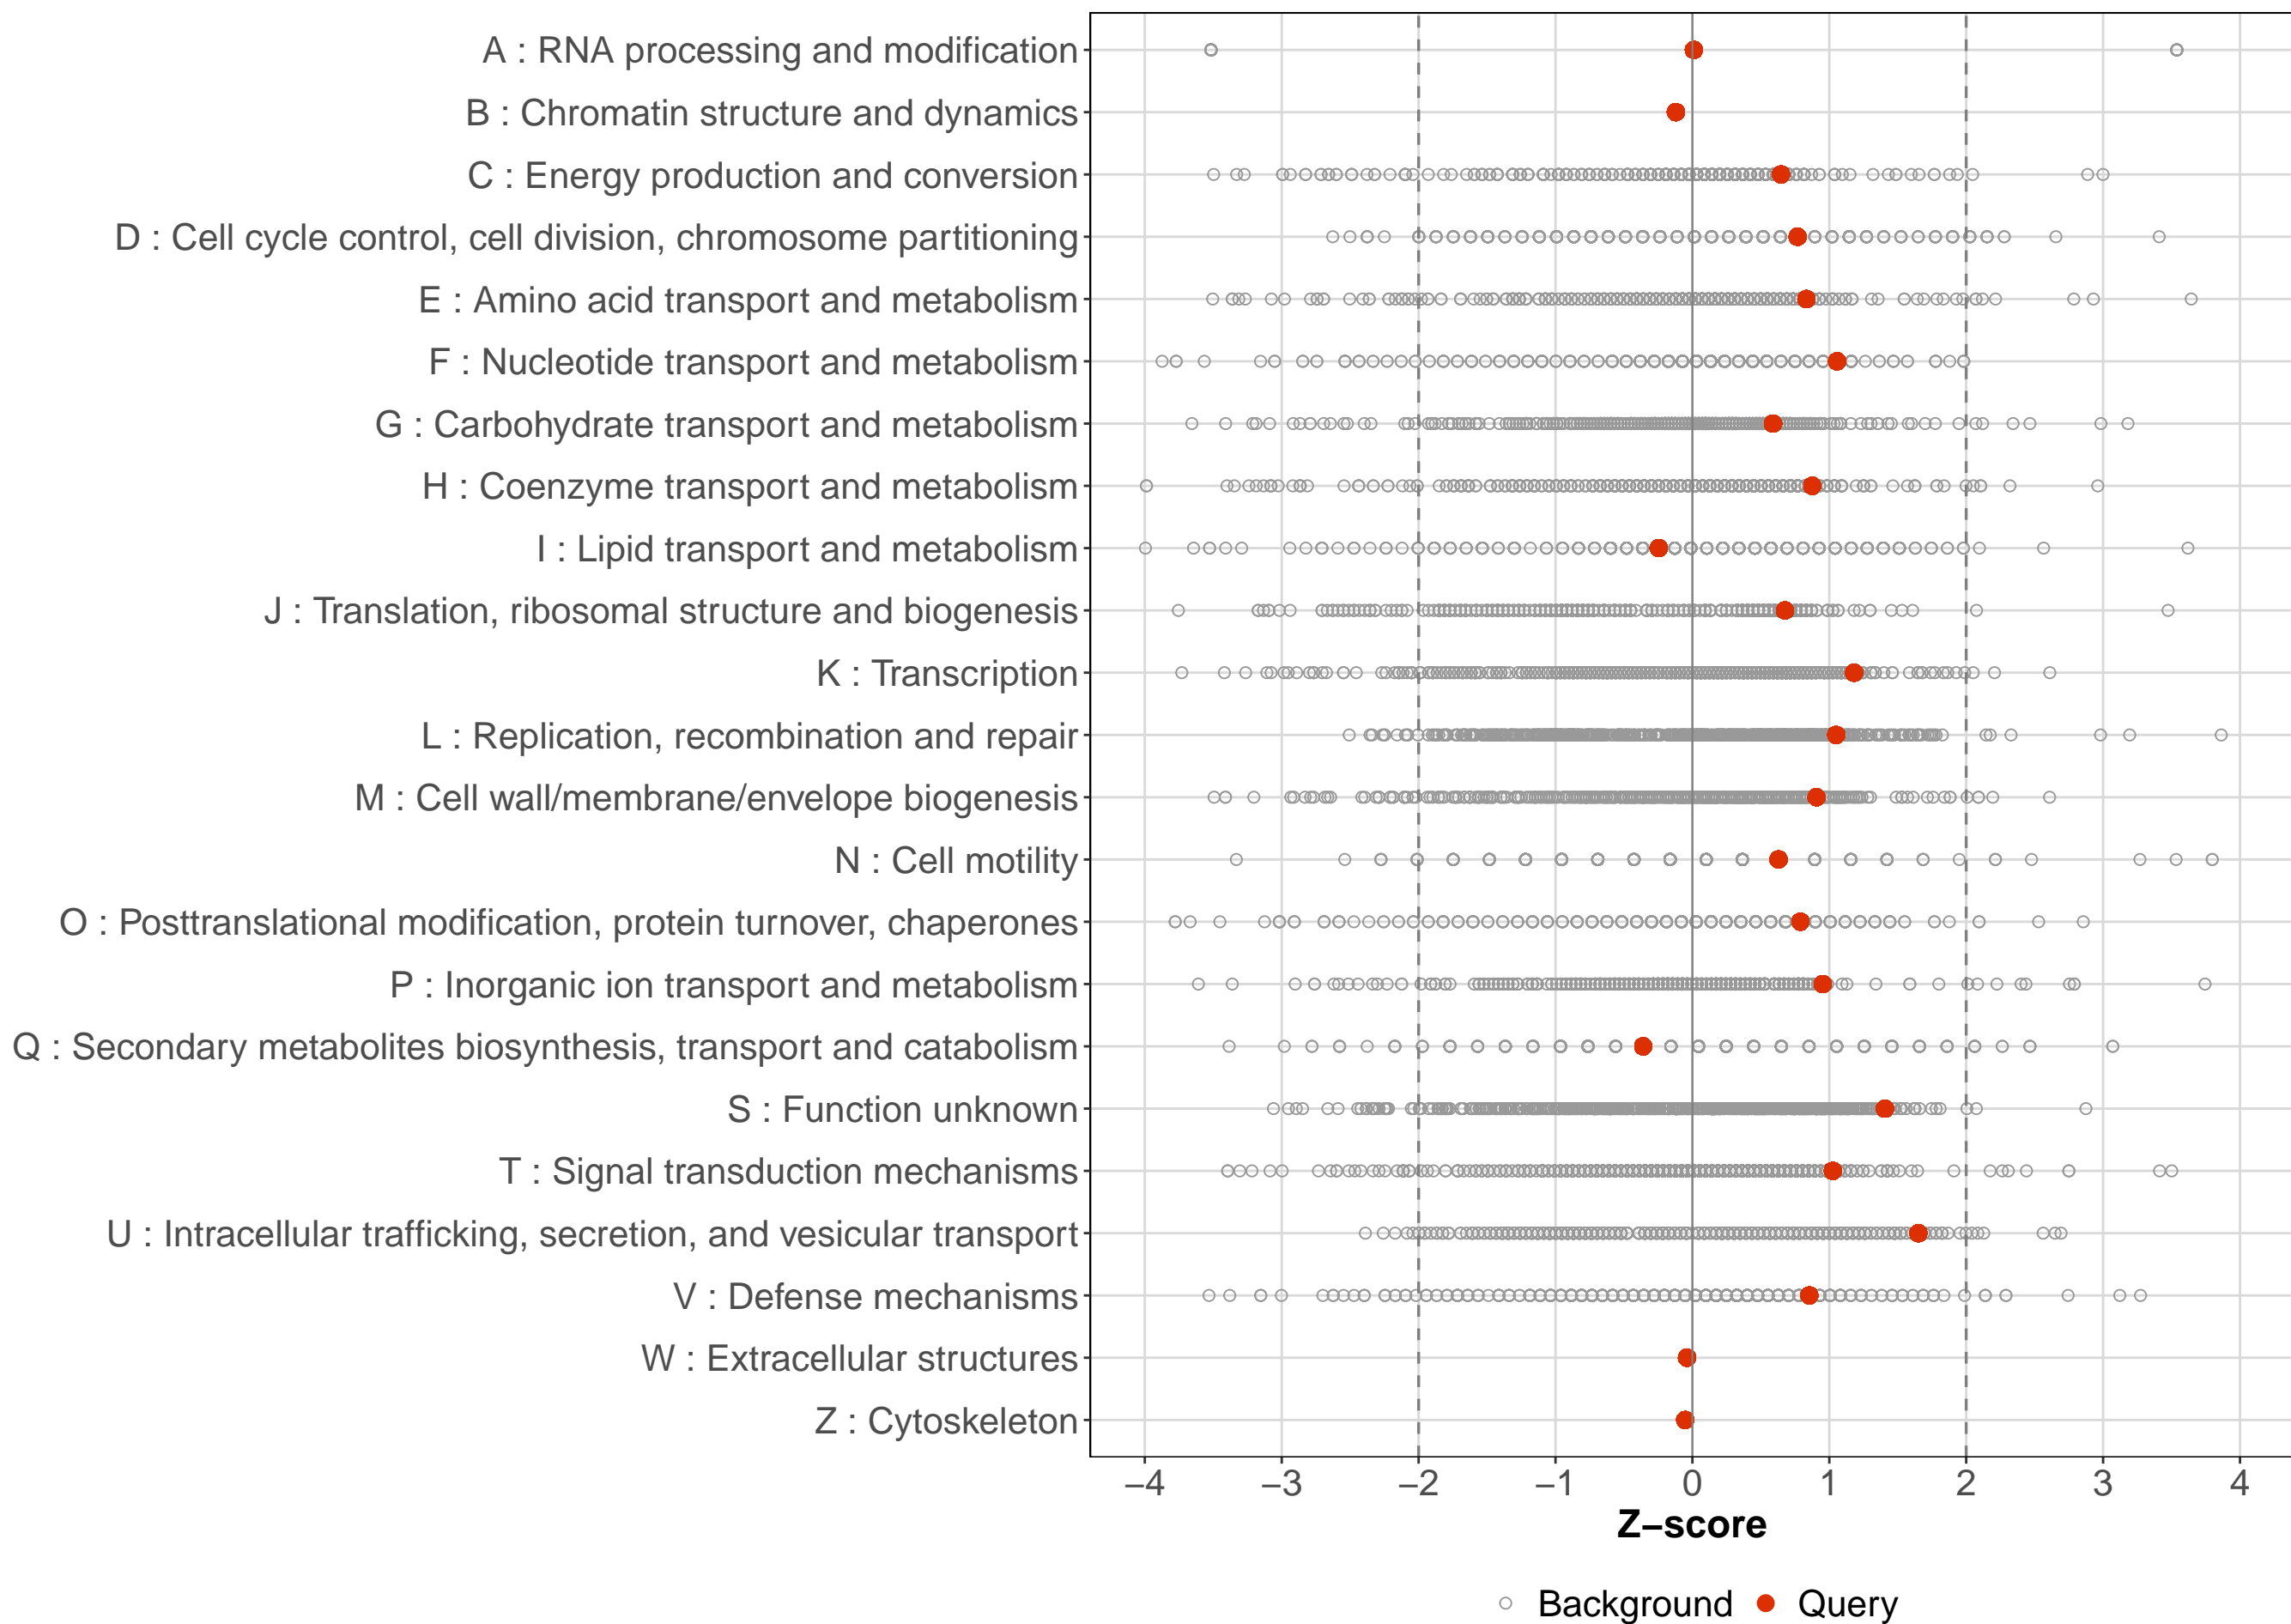 A : RNA processing and modification
B : Chromatin structure and dynamics
C : Energy production and conversion
D : Cell cycle control, cell division, chromosome partitioning
E : Amino acid transport and metabolism
F : Nucleotide transport and metabolism
G : Carbohydrate transport and metabolism
H : Coenzyme transport and metabolism
I : Lipid transport and metabolism
J : Translation, ribosomal structure and biogenesis
K : Transcription
L : Replication, recombination and repair
M : Cell wall/membrane/envelope biogenesis
N : Cell motility
O : Posttranslational modification, protein turnover, chaperones
P : Inorganic ion transport and metabolism
Q : Secondary metabolites biosynthesis, transport and catabolism
S : Function unknown
T : Signal transduction mechanisms
U : Intracellular trafficking, secretion, and vesicular transport
V : Defense mechanisms
W : Extracellular structures
Z : Cytoskeleton
−4 −3 −2 −1 0 1 2 3 4
Z−score
Background Query